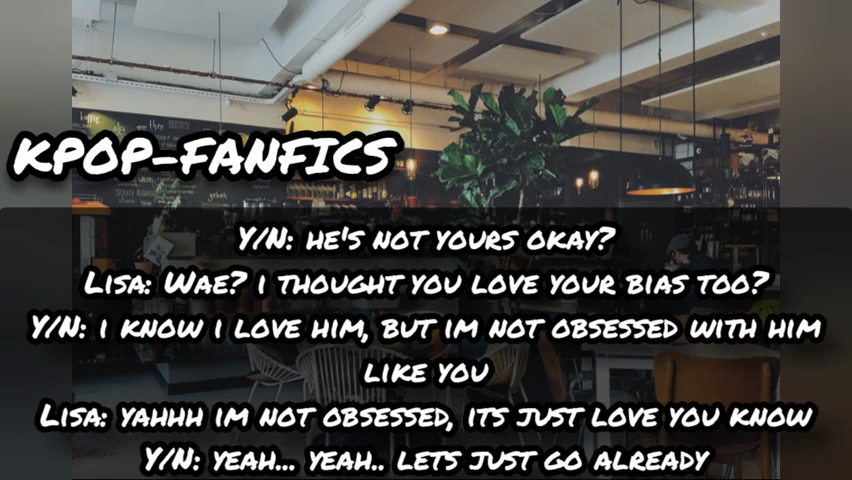 KPOP-FANFICS
Y/N: HE'S NOT YOURS OKAY?
LISA: WAE? I THOUGHT YOU LOVE YOUR BIAS TOO?
Y/N: I KNOW I LOVE HIM, BUT IM NOT OBSESSED WITH HIM
LIKE YOU
LISA: YAHHH IM NOT OBSESSED, ITS JUST LOVE YOU KNOW
Y/N: YEAH... YEAH.. LETS JUST GO ALREADY